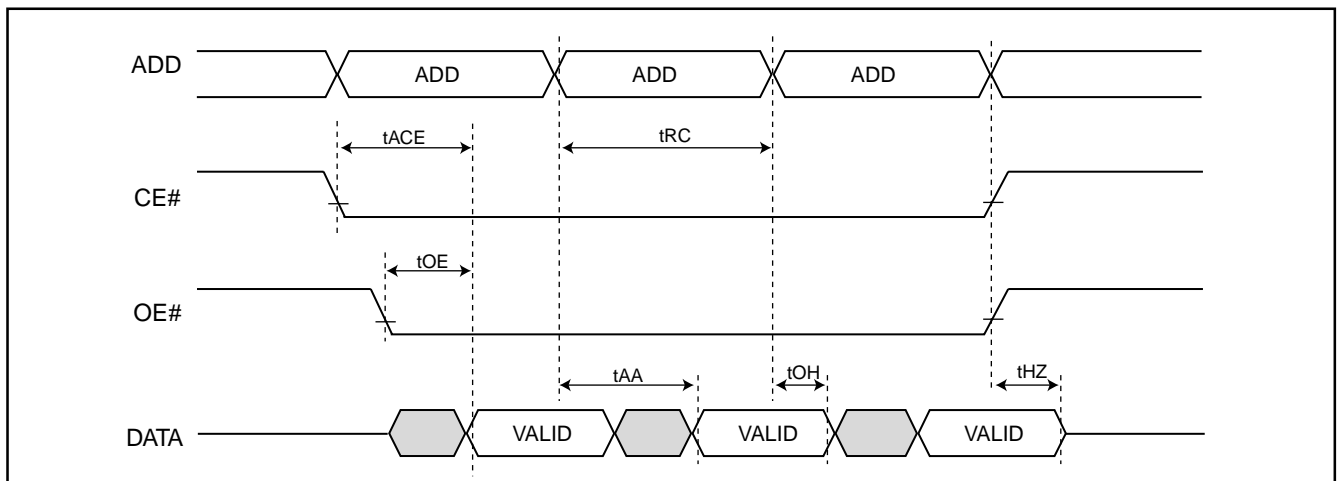 ADD ADD ADD ADD
tACE tRC
CE#
tOE
OE#
tAA tOH tHZ
DATA VALID VALID VALID